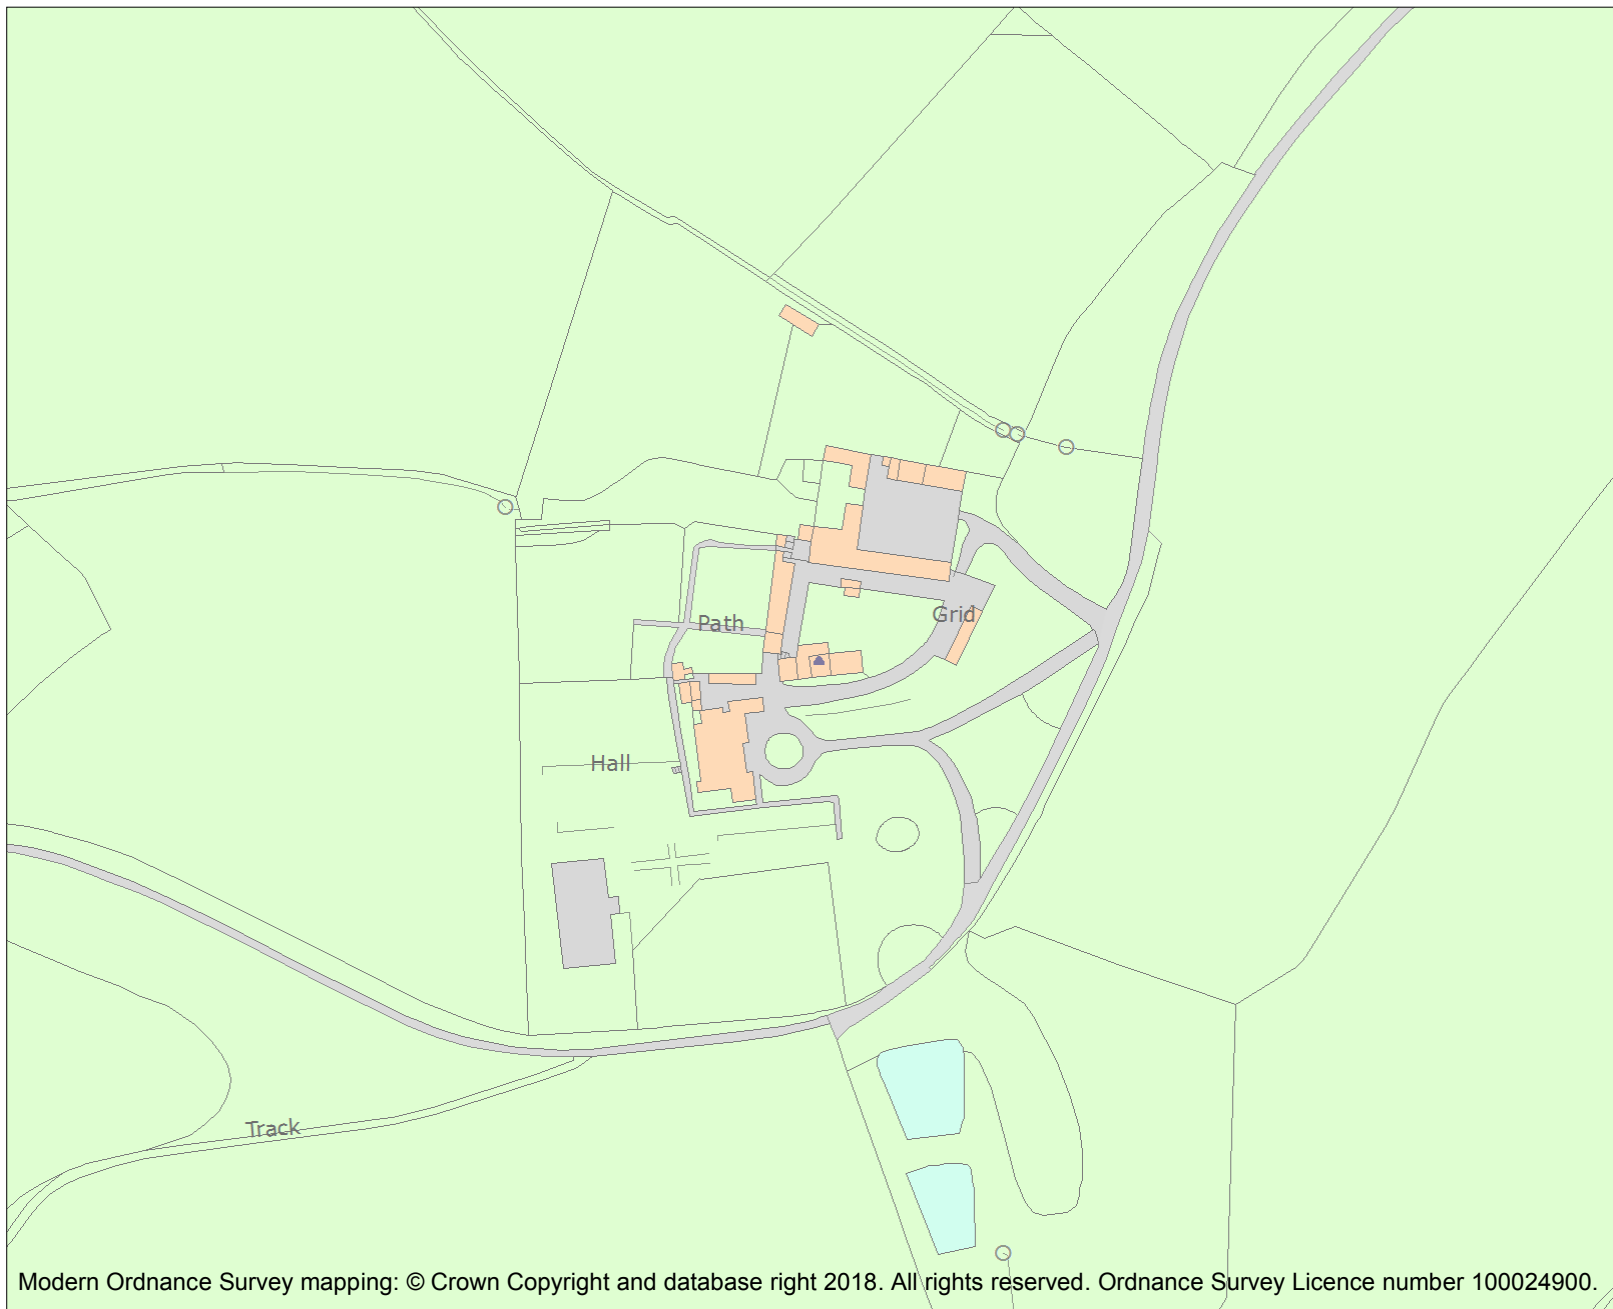 Path
Grid
Hall
Track
Modern Ordnance Survey mapping: © Crown Copyright and database right 2018. All rights reserved. Ordnance Survey Licence number 100024900.